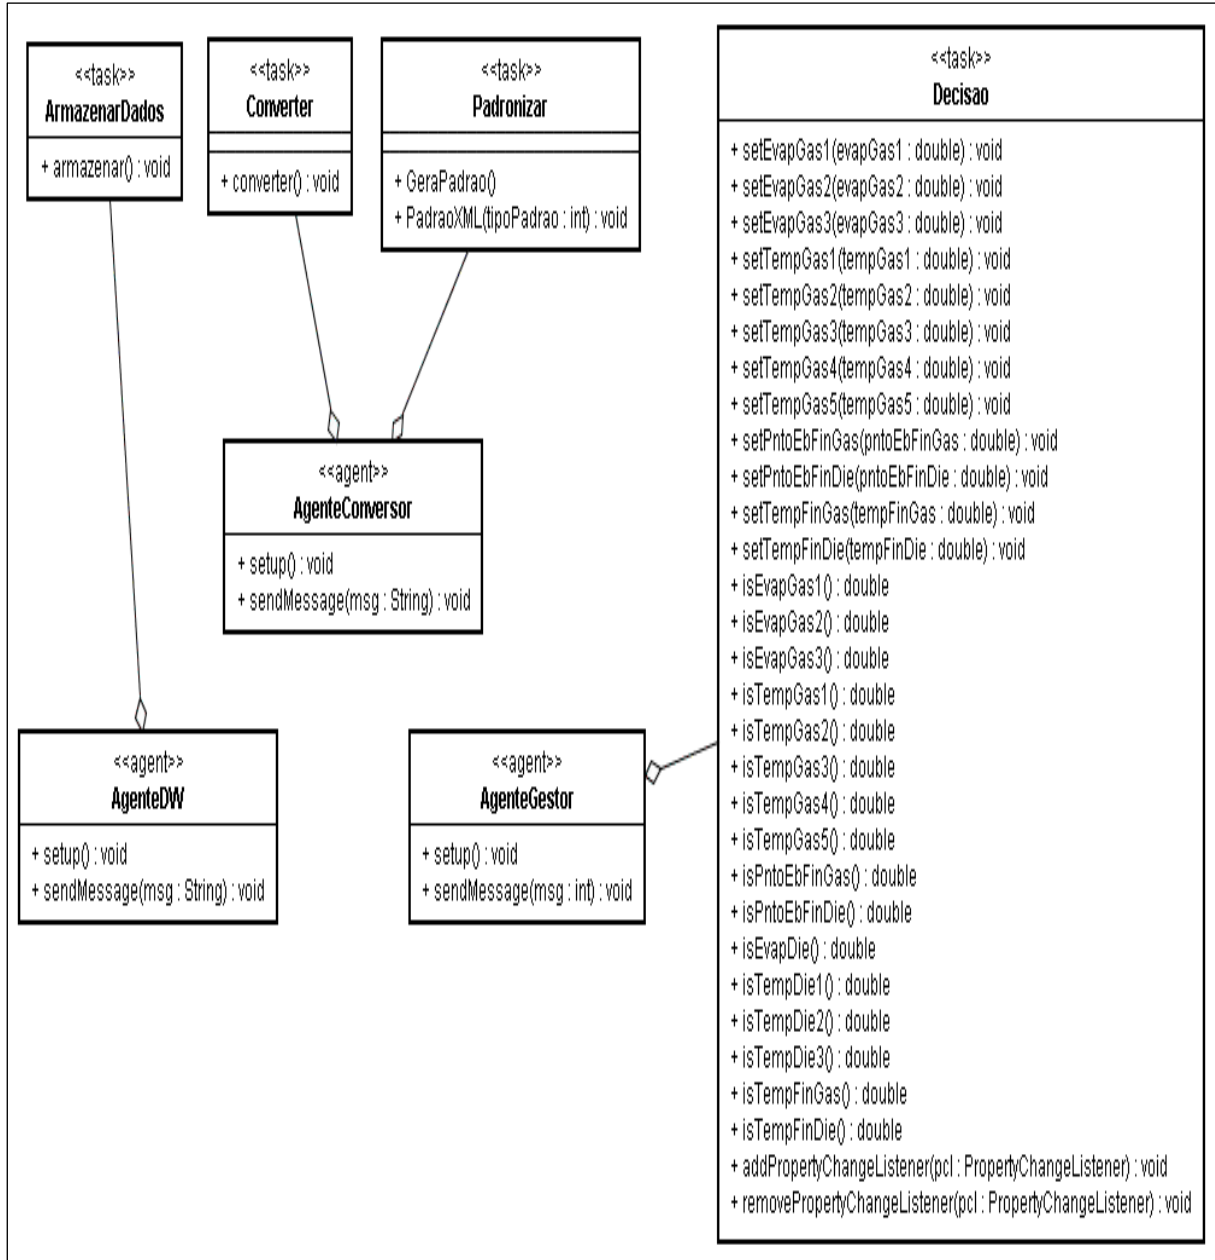 <<task>>
ArmazenarDados
+ armazenar() : void
<<task>>
Converter
+ converter() : void
<<task>>
Padronizar
+ GeraPadrao()
+ PadraoXML(tipoPadrao : int) : void
<<agent>>
AgenteConversor
+ setup() : void
+ sendMessage(msg : String) : void
<<agent>>
AgenteDW
+ setup() : void
+ sendMessage(msg : String) : void
<<agent>>
AgenteGestor
+ setup() : void
+ sendMessage(msg : int) : void
<<task>>
Decisao
+ setEvapGas1(evapGas1 : double) : void
+ setEvapGas2(evapGas2 : double) : void
+ setEvapGas3(evapGas3 : double) : void
+ setTempGas1(tempGas1 : double) : void
+ setTempGas2(tempGas2 : double) : void
+ setTempGas3(tempGas3 : double) : void
+ setTempGas4(tempGas4 : double) : void
+ setTempGas5(tempGas5 : double) : void
+ setPntoEbFinGas(pntoEbFinGas : double) : void
+ setPntoEbFinDie(pntoEbFinDie : double) : void
+ setTempFinGas(tempFinGas : double) : void
+ setTempFinDie(tempFinDie : double) : void
+ isEvapGas1() : double
+ isEvapGas2() : double
+ isEvapGas3() : double
+ isTempGas1() : double
+ isTempGas2() : double
+ isTempGas3() : double
+ isTempGas4() : double
+ isTempGas5() : double
+ isPntoEbFinGas() : double
+ isPntoEbFinDie() : double
+ isEvapDie() : double
+ isTempDie1() : double
+ isTempDie2() : double
+ isTempDie3() : double
+ isTempFinGas() : double
+ isTempFinDie() : double
+ addPropertyChangeListener(pcl : PropertyChangeListener) : void
+ removePropertyChangeListener(pcl : PropertyChangeListener) : void